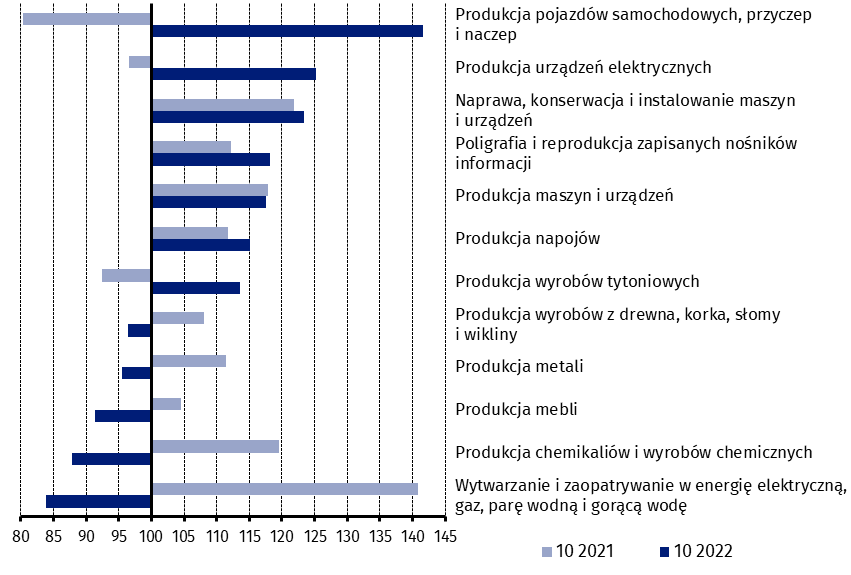 Produkcja pojazdów samochodowych, przyczep
i naczep
Produkcja urządzeń elektrycznych
Naprawa, konserwacja i instalowanie maszyn
i urządzeń
Poligrafia i reprodukcja zapisanych nośników
informacji
Produkcja maszyn i urządzeń
Produkcja napojów
Produkcja wyrobów tytoniowych
Produkcja wyrobów z drewna, korka, słomy
i wikliny
Produkcja metali
Produkcja mebli
Produkcja chemikaliów i wyrobów chemicznych
Wytwarzanie i zaopatrywanie w energię elektryczną,
gaz, parę wodną i gorącą wodę
80 85 90 95 100 105 110 115 120 125 130 135 140 145
10 2021 10 2022